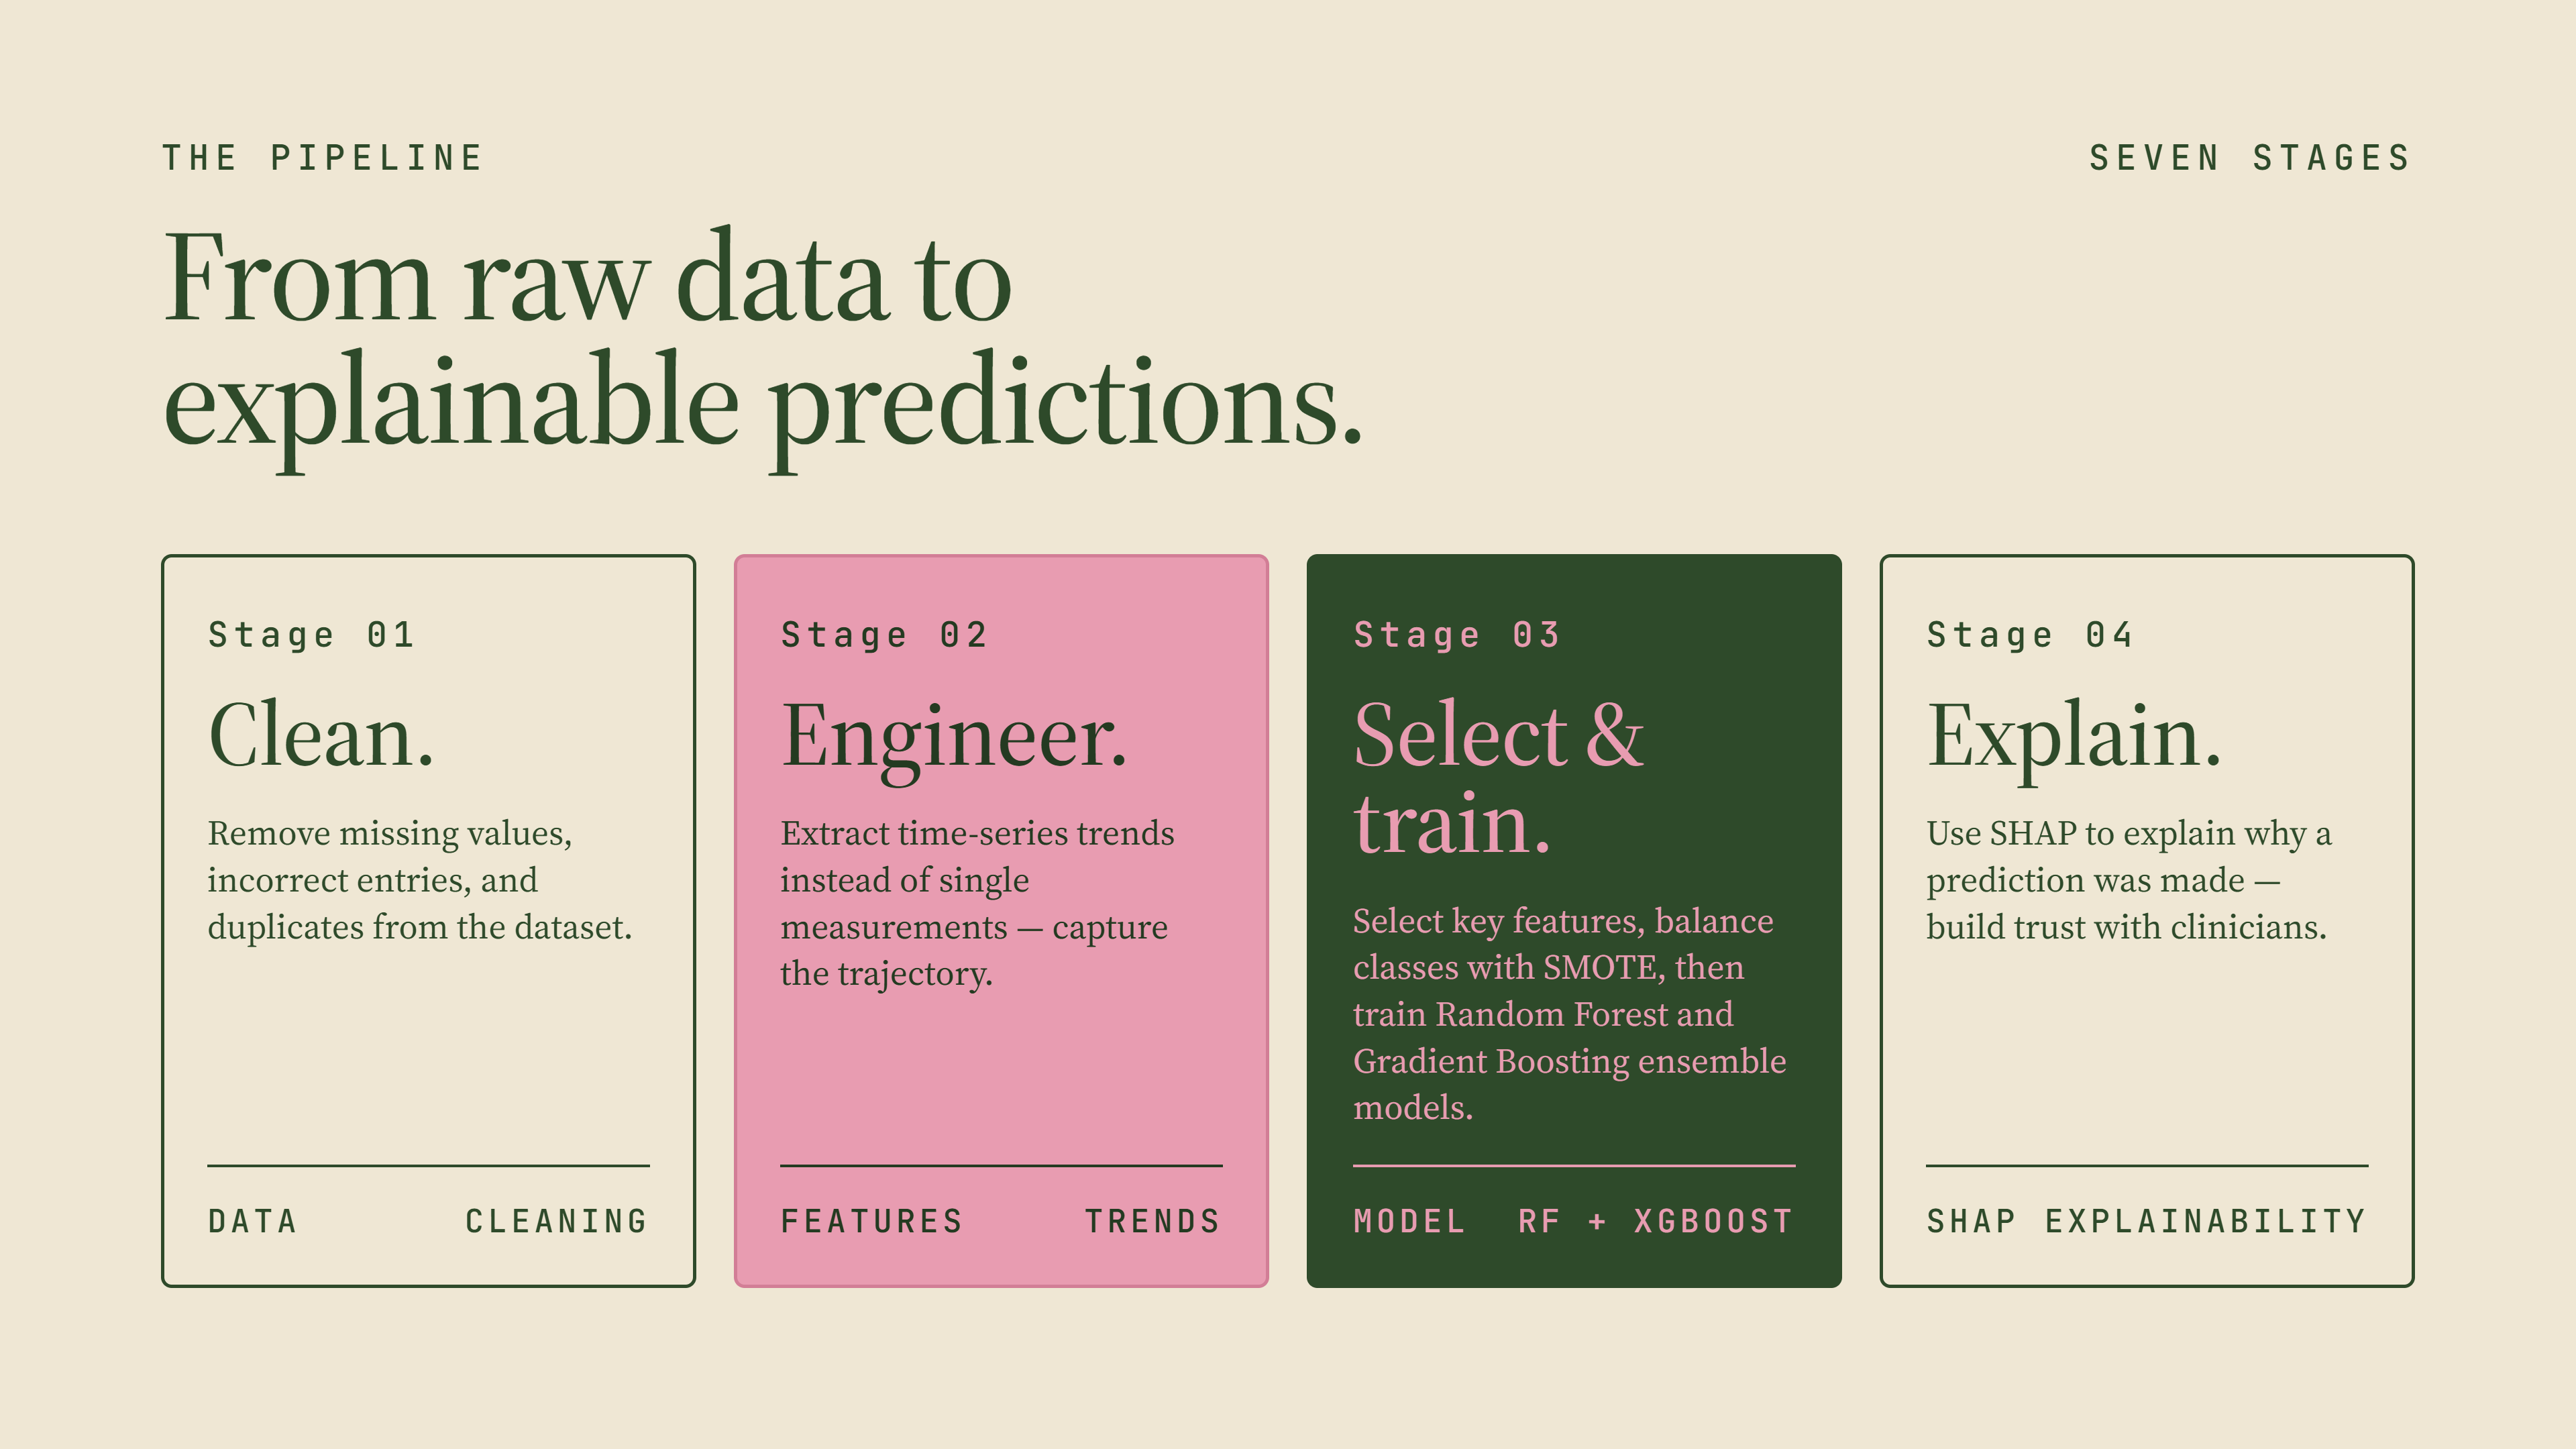 THE PIPELINE
SEVEN STAGES
From raw data to
explainable predictions.
Stage 01
Clean.
Remove missing values,
incorrect entries, and
duplicates from the dataset.
DATA CLEANING
Stage 02
Engineer.
Extract time-series trends
instead of single
measurements — capture
the trajectory.
FEATURES TRENDS
Stage 03
Select &
train.
Select key features, balance
classes with SMOTE, then
train Random Forest and
Gradient Boosting ensemble
models.
MODEL RF + XGBOOST
Stage 04
Explain.
Use SHAP to explain why a
prediction was made —
build trust with clinicians.
SHAP EXPLAINABILITY